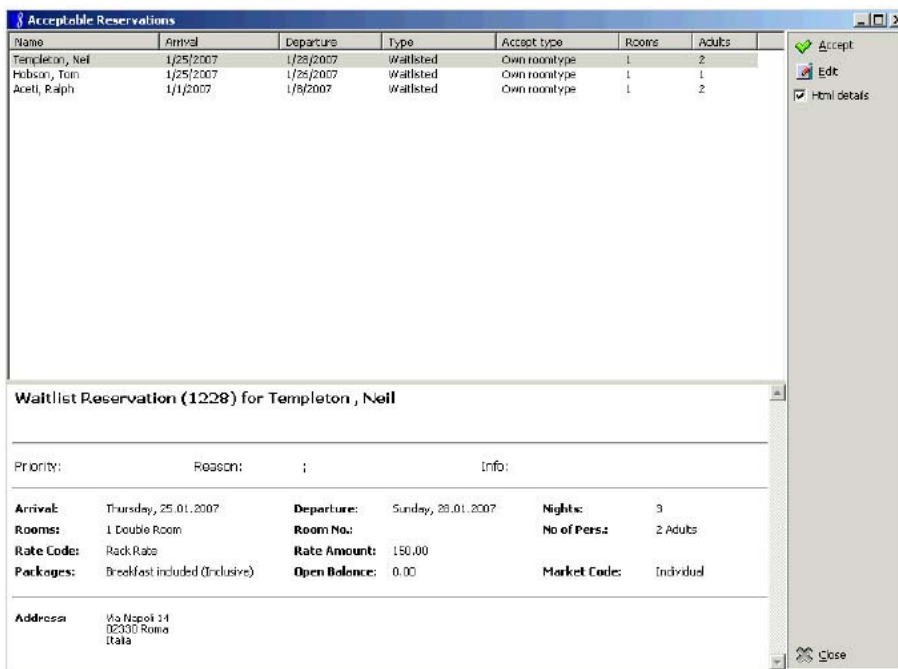 Acceptable Reservations
Name Arrival Departure Type Accept type Rooms Adults
Templeton, Neil 1/25/2007 1/28/2007 Waitlisted Own roomtype 1 2
Hobson, Tom 1/25/2007 1/26/2007 Waitlisted Own roomtype 1 1
Aceti, Ralph 1/1/2007 1/8/2007 Waitlisted Own roomtype 1 2
Accept
Edit
Html details
Waitlist Reservation (1228) for Templeton , Neil
Priority: Reason: ; Info:
Arrival: Thursday, 25.01.2007 Departure: Sunday, 28.01.2007 Nights: 3
Rooms: 1 Double Room Room No.: No of Pers.: 2 Adults
Rate Code: Rack Rate Rate Amount: 150.00
Packages: Breakfast included (Inclusive) Open Balance: 0.00 Market Code: Individual
Address: Via Napoli 14
02330 Roma
Italia
Close